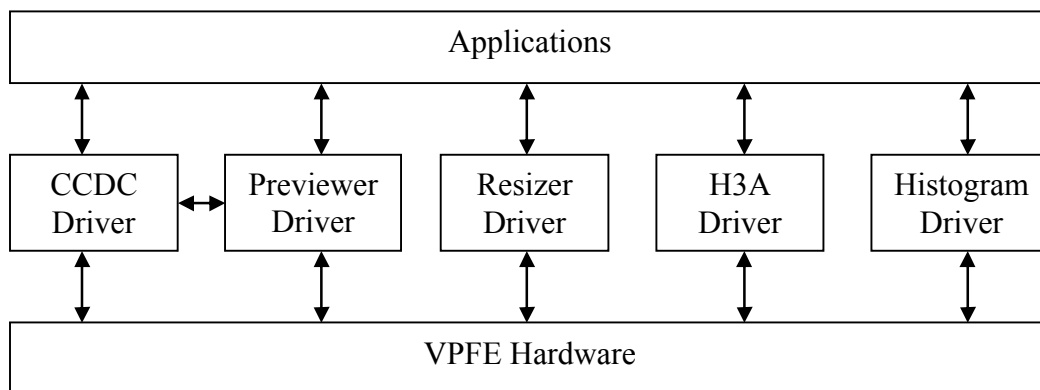 Applications
CCDC
Driver
Previewer
Driver
Resizer
Driver
H3A
Driver
Histogram
Driver
VPFE Hardware